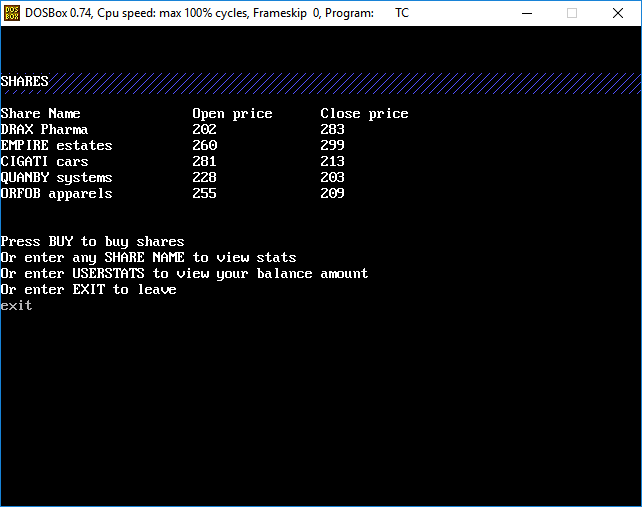 DOS BOX DOSBox 0.74, Cpu speed: max 100% cycles, Frameskip 0, Program: TC
SHARES
Share Name Open price Close price
DRAX Pharma 202 283
EMPIRE estates 260 299
CIGATI cars 281 213
QUANBY systems 228 203
ORFOB apparels 255 209
Press BUY to buy shares
Or enter any SHARE NAME to view stats
Or enter USERSTATS to view your balance amount
Or enter EXIT to leave
exit